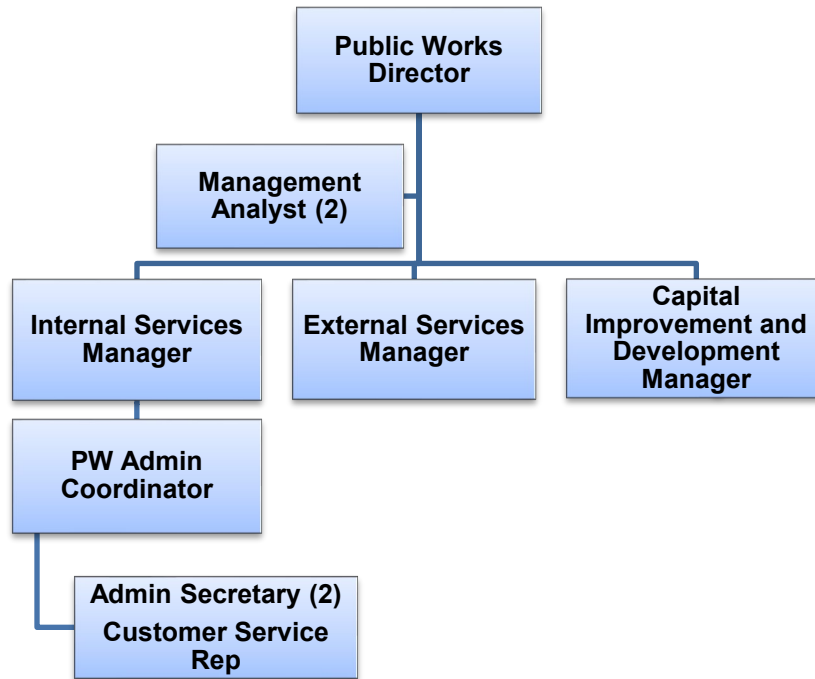 Public Works
Director
Management
Analyst (2)
Internal Services
Manager
External Services
Manager
Capital
Improvement and
Development
Manager
PW Admin
Coordinator
Admin Secretary (2)
Customer Service
Rep